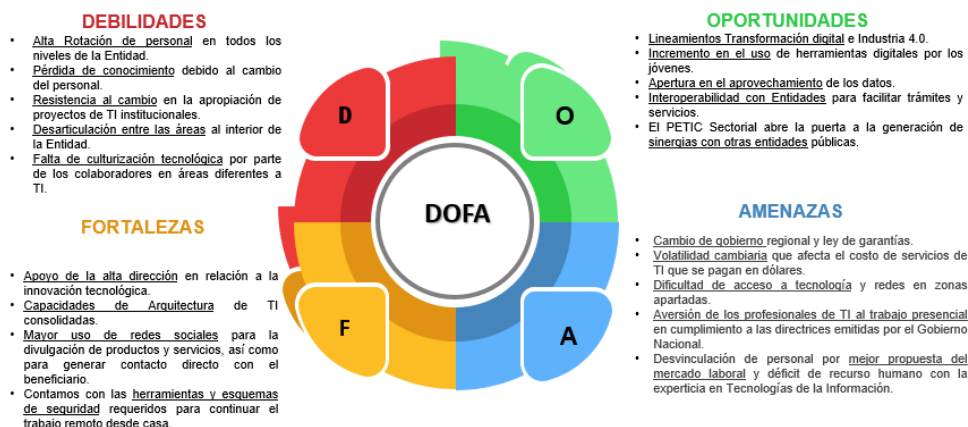 DEBILIDADES
• Alta Rotación de personal en todos los
niveles de la Entidad.
• Pérdida de conocimiento debido al cambio
del personal.
• Resistencia al cambio en la apropiación de
proyectos de TI institucionales.
• Desarticulación entre las áreas al interior de
la Entidad.
• Falta de culturización tecnológica por parte
de los colaboradores en áreas diferentes a
TI.
OPORTUNIDADES
• Lineamientos Transformación digital e Industria 4.0.
• Incremento en el uso de herramientas digitales por los
jóvenes.
• Apertura en el aprovechamiento de los datos.
• Interoperabilidad con Entidades para facilitar trámites y
servicios.
• El PETIC Sectorial abre la puerta a la generación de
sinergias con otras entidades públicas.
D
O
DOFA
F
A
FORTALEZAS
• Apoyo de la alta dirección en relación a la
innovación tecnológica.
• Capacidades de Arquitectura de TI
consolidadas.
• Mayor uso de redes sociales para la
divulgación de productos y servicios, así como
para generar contacto directo con el
beneficiario.
• Contamos con las herramientas y esquemas
de seguridad requeridos para continuar el
trabajo remoto desde casa.
AMENAZAS
• Cambio de gobierno regional y ley de garantías.
• Volatilidad cambiaria que afecta el costo de servicios de
TI que se pagan en dólares.
• Dificultad de acceso a tecnología y redes en zonas
apartadas.
• Aversión de los profesionales de TI al trabajo presencial
en cumplimiento a las directrices emitidas por el Gobierno
Nacional.
• Desvinculación de personal por mejor propuesta del
mercado laboral y déficit de recurso humano con la
experticia en Tecnologías de la Información.